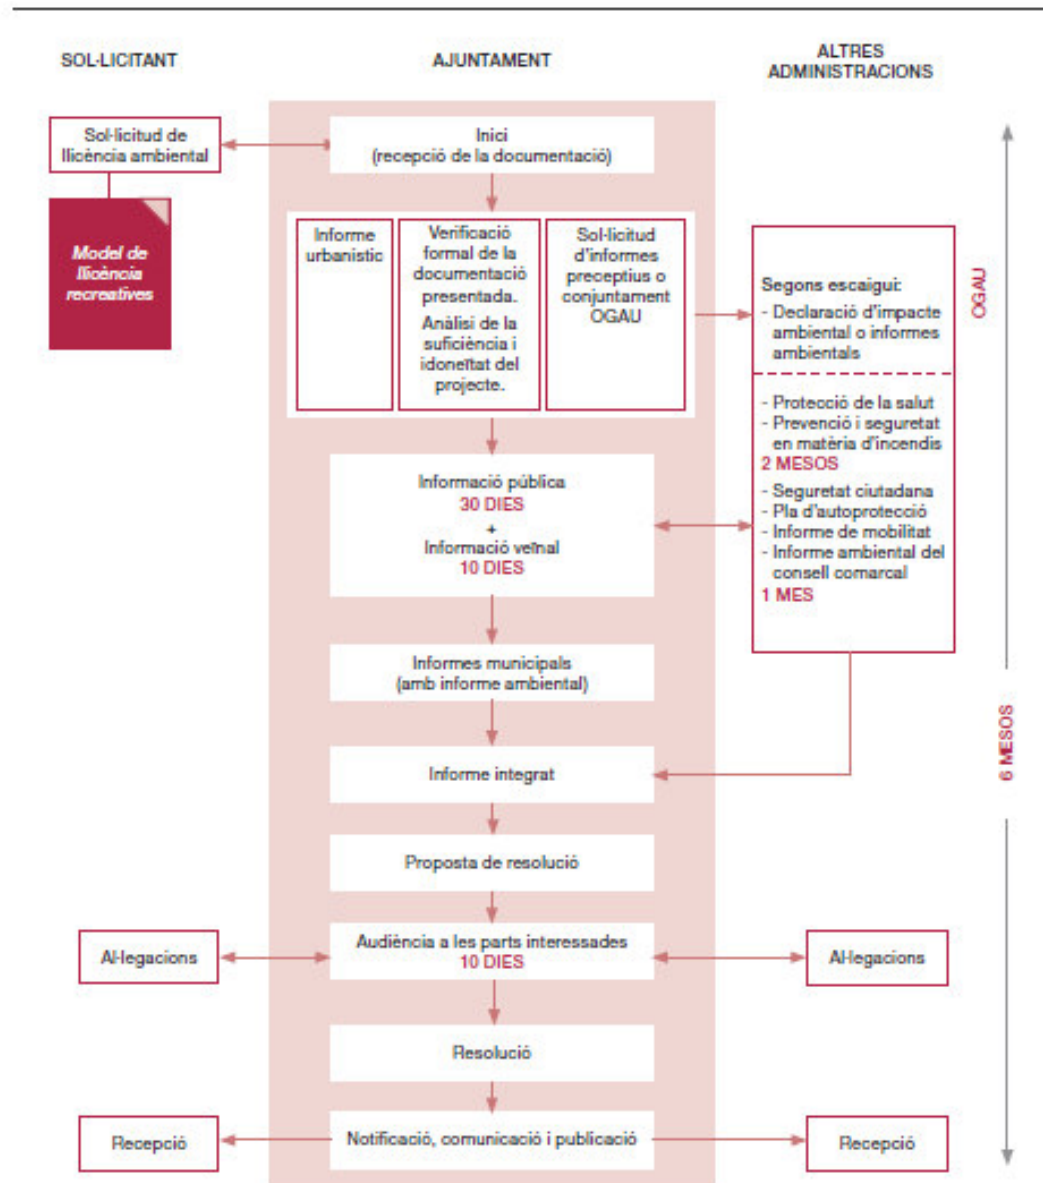 SOL·LICITANT
AJUNTAMENT
ALTRES
ADMINISTRACIONS
Sol·licitud de
llicència ambiental
Model de
llicència
recreatives
Inici
(recepció de la documentació)
Informe
urbanístic
Verificació
formal de la
documentació
presentada.
Anàlisi de la
suficiència i
idoneïtat del
projecte.
Sol·licitud
d'informes
preceptius o
conjuntament
OGAU
Segons escaigui:
- Declaració d'impacte
ambiental o informes
ambientals
- Protecció de la salut
- Prevenció i seguretat
en matèria d'incendis
2 MESOS
- Seguretat ciutadana
- Pla d'autoprotecció
- Informe de mobilitat
- Informe ambiental del
consell comarcal
1 MES
OGAU
6 MESOS
Informació pública
30 DIES
+
Informació veïnal
10 DIES
Informes municipals
(amb informe ambiental)
Informe integrat
Proposta de resolució
Al·legacions
Audiència a les parts interessades
10 DIES
Al·legacions
Resolució
Recepció
Notificació, comunicació i publicació
Recepció